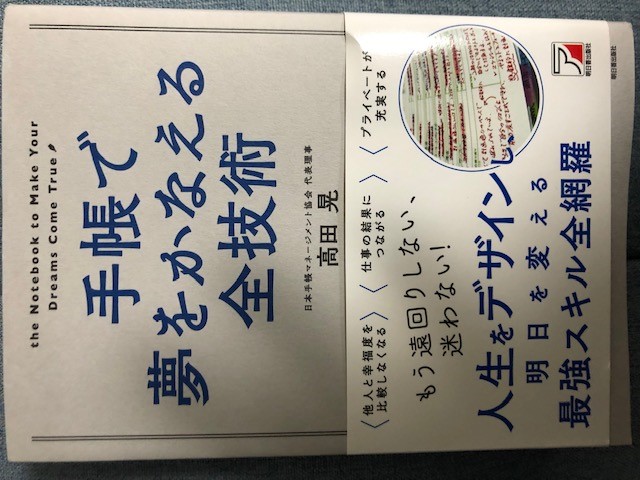 the Notebook to Make Your
Dreams Come True
手帳で
夢をかなえる
全技術
日本手帳マネージメント協会 代表理事
高田 晃
他人と幸福度を
比較しなくなる
仕事の結果に
つながる
プライベートが
充実する
もう遠回りしない、
迷わない!
人生をデザインし、
明日を変える
最強スキル全網羅
ア
明日香出版社
明日香出版社